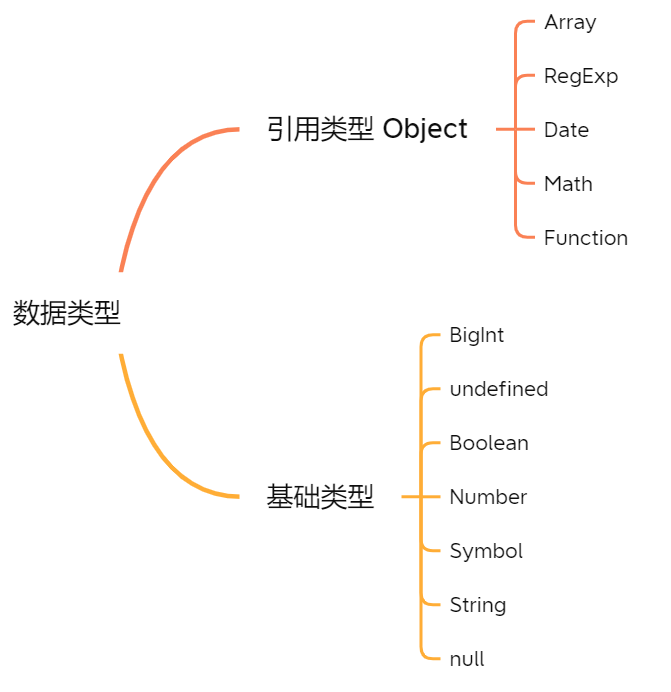 数据类型
引用类型 Object
Array
RegExp
Date
Math
Function
基础类型
BigInt
undefined
Boolean
Number
Symbol
String
null